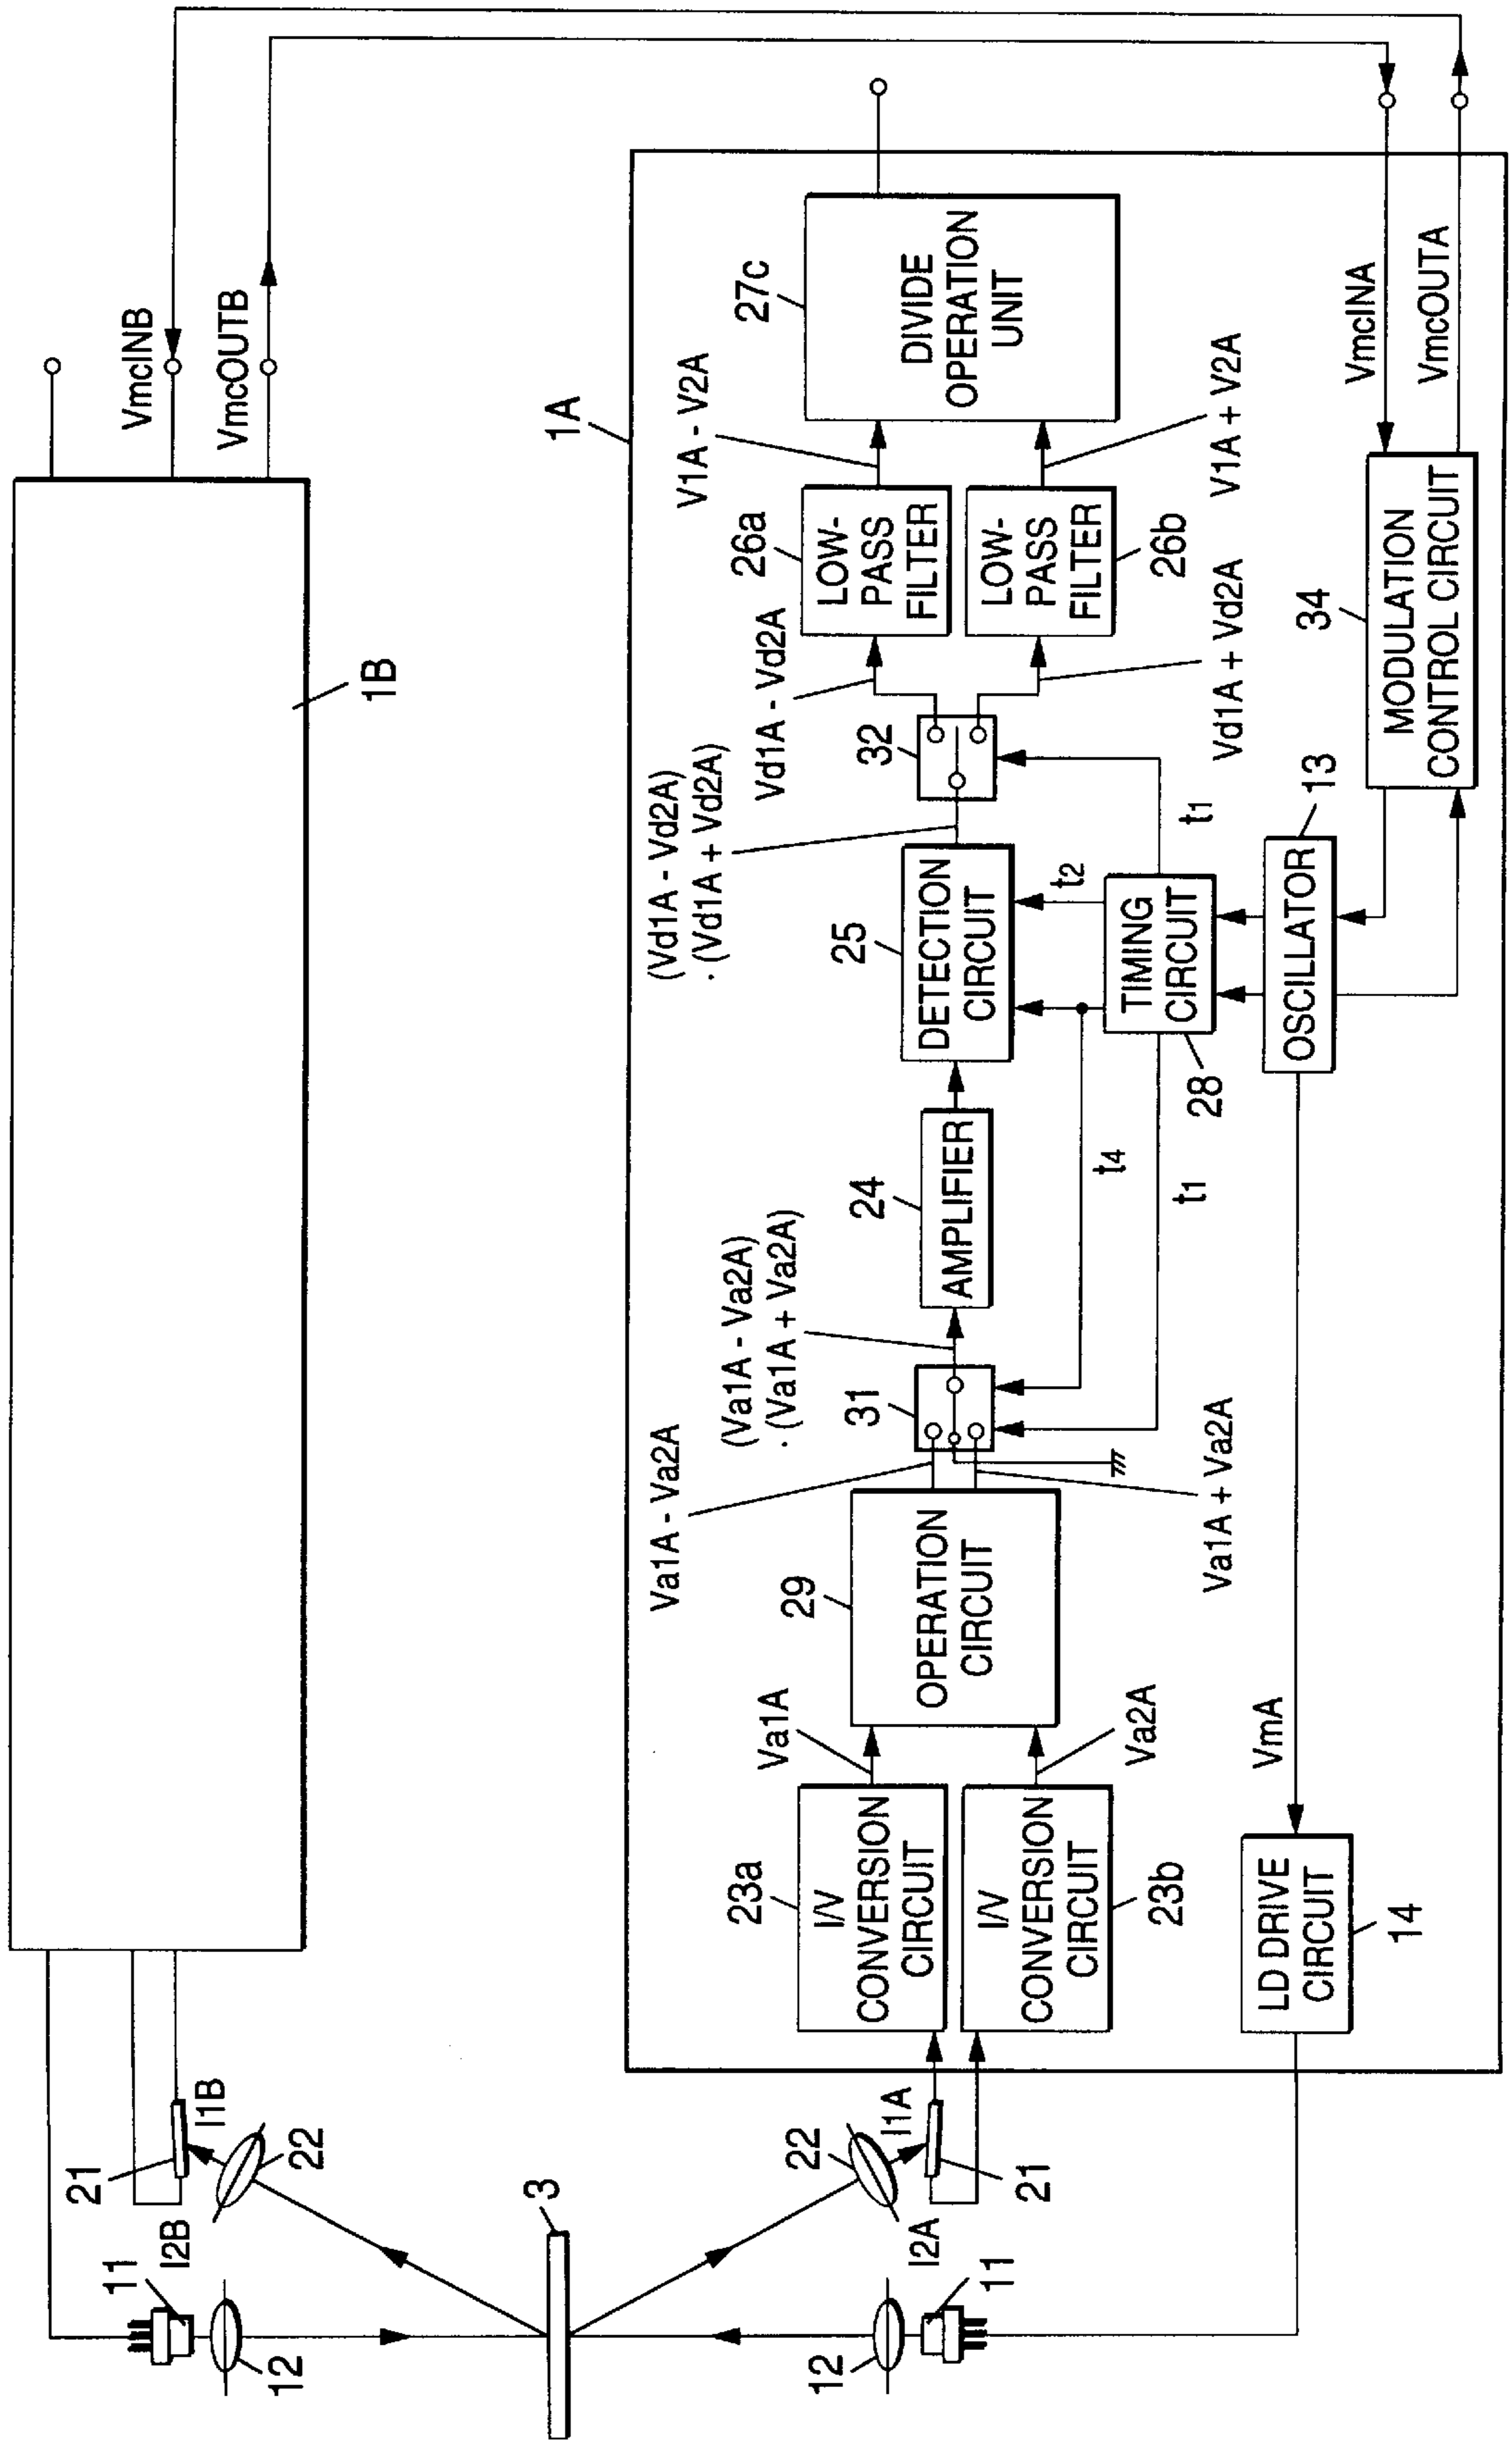 1B
VmcINB
VmcOUTB
11
12
21
22
I1B
I2B
3
11
12
21
22
I1A
I2A
1A
23a
I/V
CONVERSION
CIRCUIT
23b
I/V
CONVERSION
CIRCUIT
Va1A
Va2A
29
OPERATION
CIRCUIT
Va1A - Va2A
Va1A + Va2A
31
(Va1A - Va2A)
. (Va1A + Va2A)
24
AMPLIFIER
25
DETECTION
CIRCUIT
(Vd1A - Vd2A)
. (Vd1A + Vd2A)
32
Vd1A - Vd2A
Vd1A + Vd2A
26a
LOW-
PASS
FILTER
26b
LOW-
PASS
FILTER
V1A - V2A
V1A + V2A
27c
DIVIDE
OPERATION
UNIT
t4
t1
t2
t1
28
TIMING
CIRCUIT
13
OSCILLATOR
34
MODULATION
CONTROL CIRCUIT
VmcINA
VmcOUTA
VmA
LD DRIVE
CIRCUIT
14